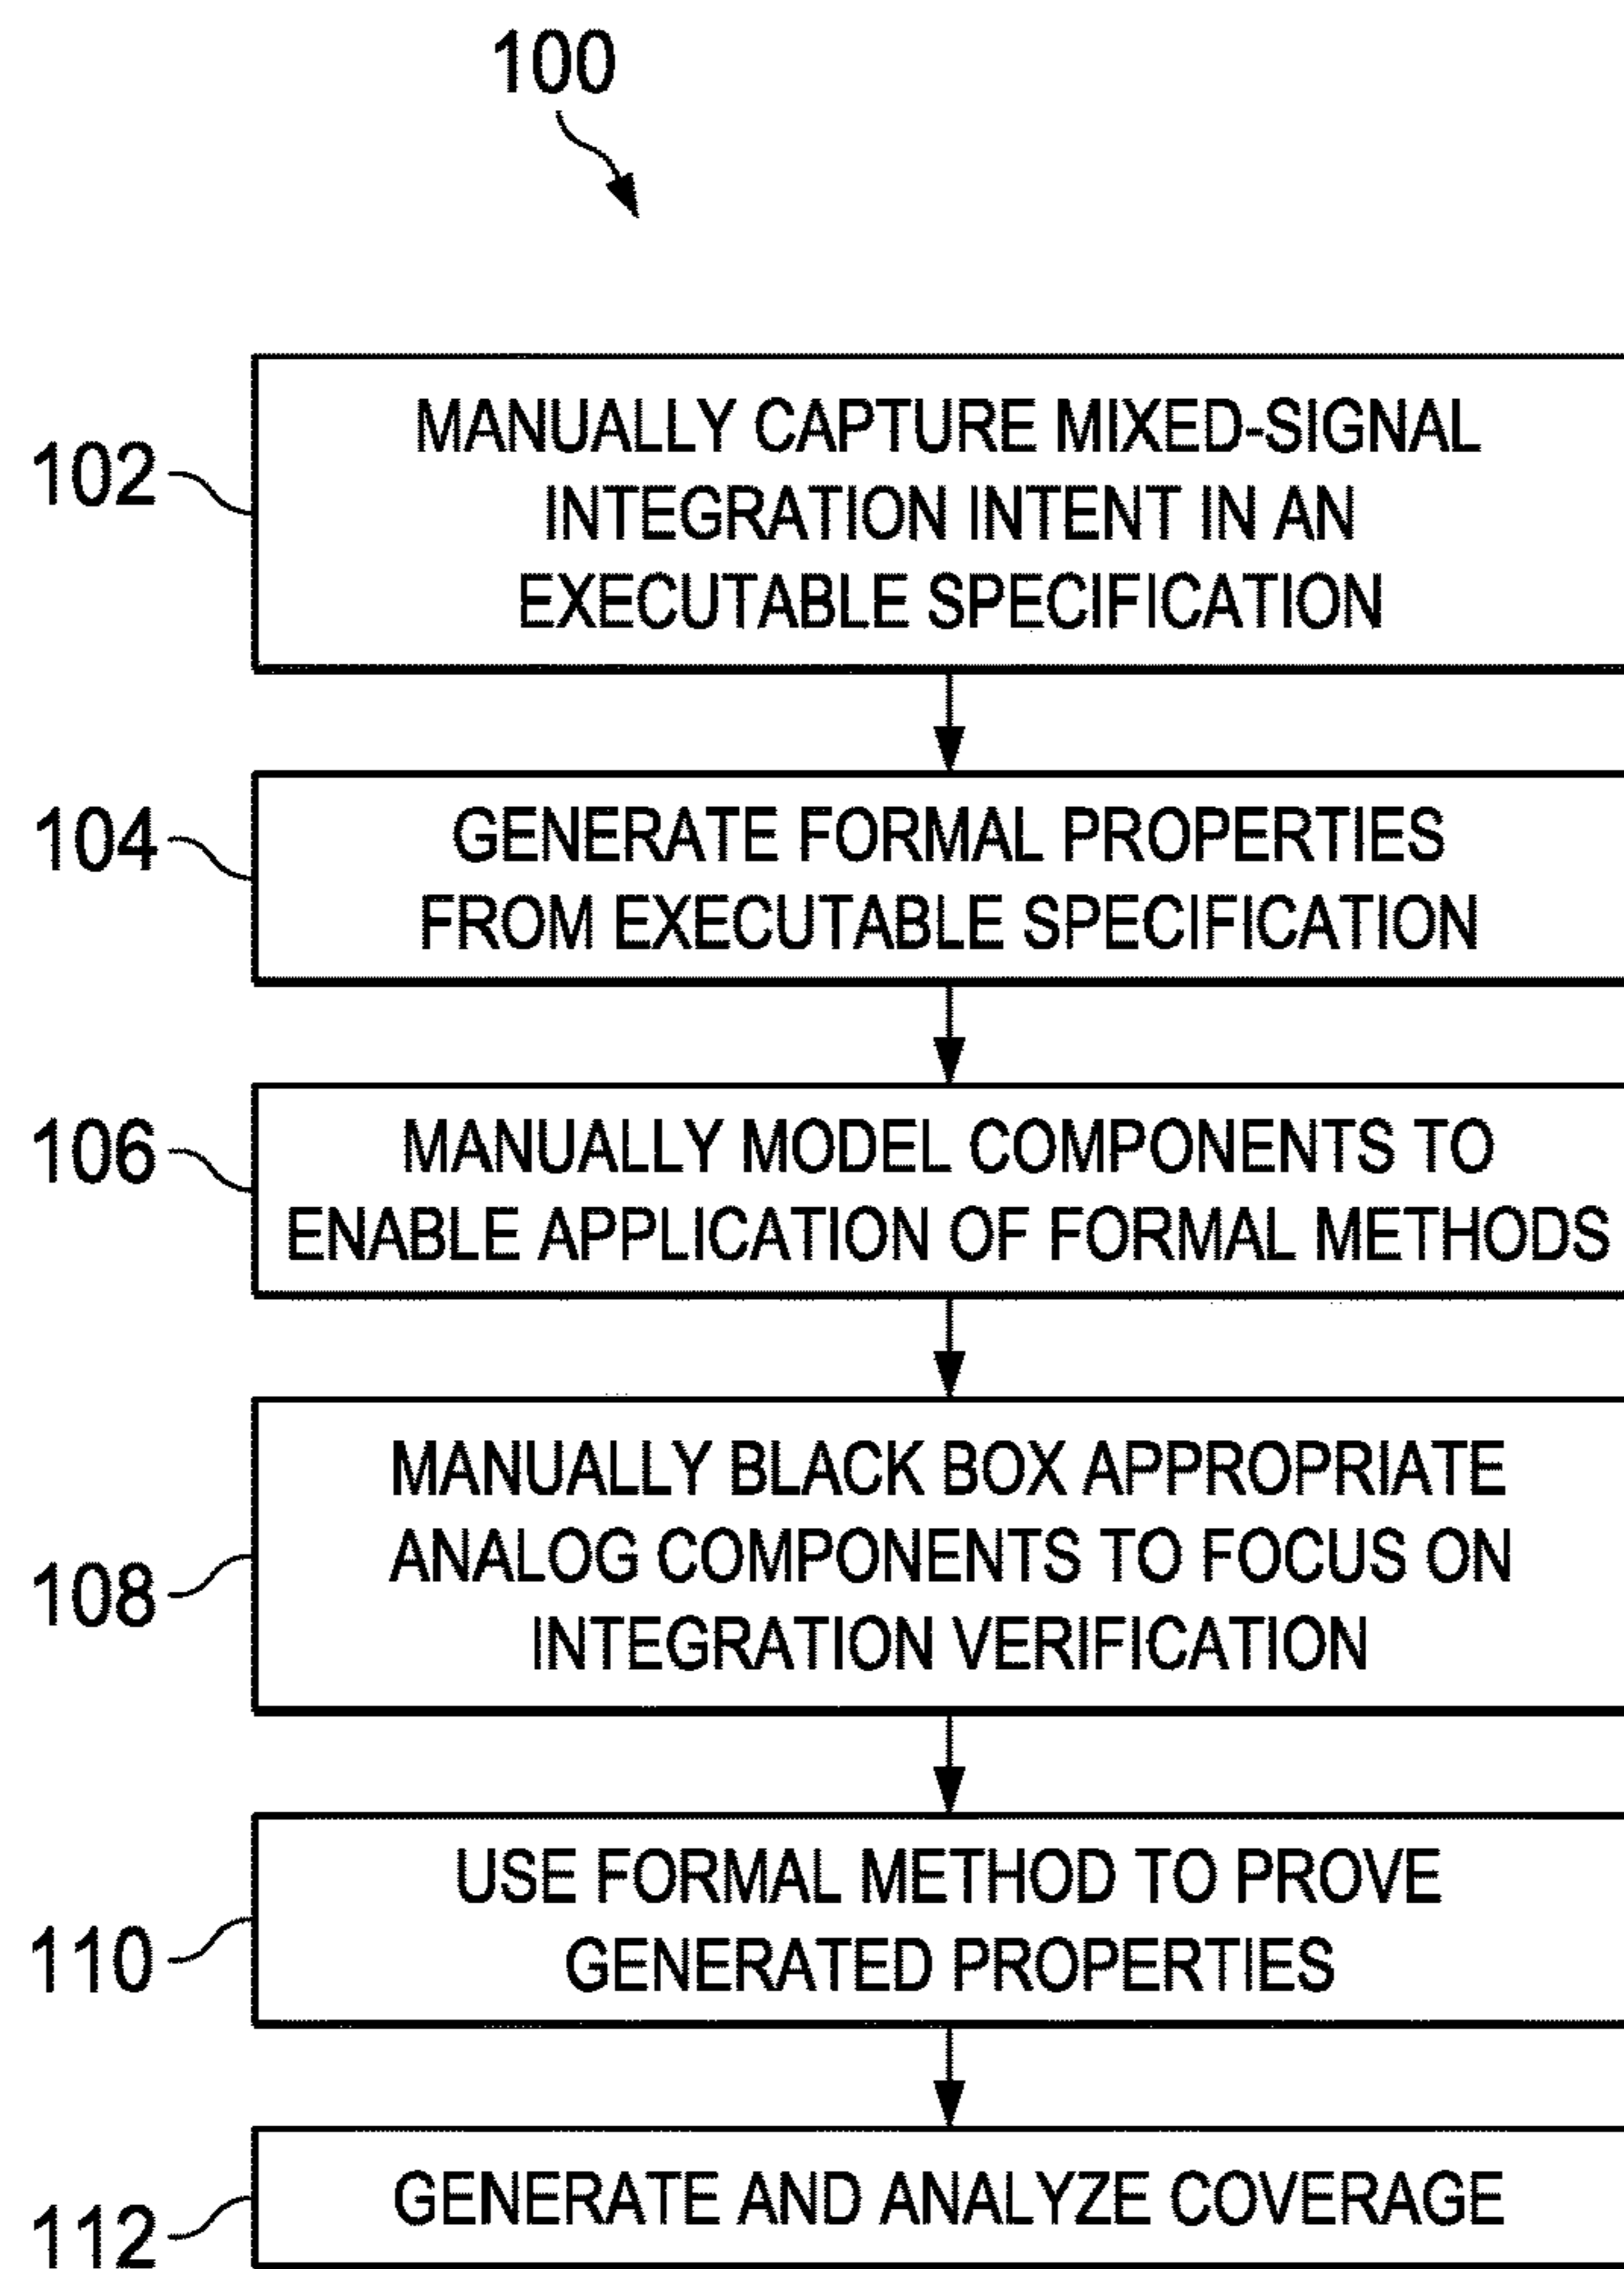 100
102
MANUALLY CAPTURE MIXED-SIGNAL
INTEGRATION INTENT IN AN
EXECUTABLE SPECIFICATION
104
GENERATE FORMAL PROPERTIES
FROM EXECUTABLE SPECIFICATION
106
MANUALLY MODEL COMPONENTS TO
ENABLE APPLICATION OF FORMAL METHODS
108
MANUALLY BLACK BOX APPROPRIATE
ANALOG COMPONENTS TO FOCUS ON
INTEGRATION VERIFICATION
110
USE FORMAL METHOD TO PROVE
GENERATED PROPERTIES
112
GENERATE AND ANALYZE COVERAGE